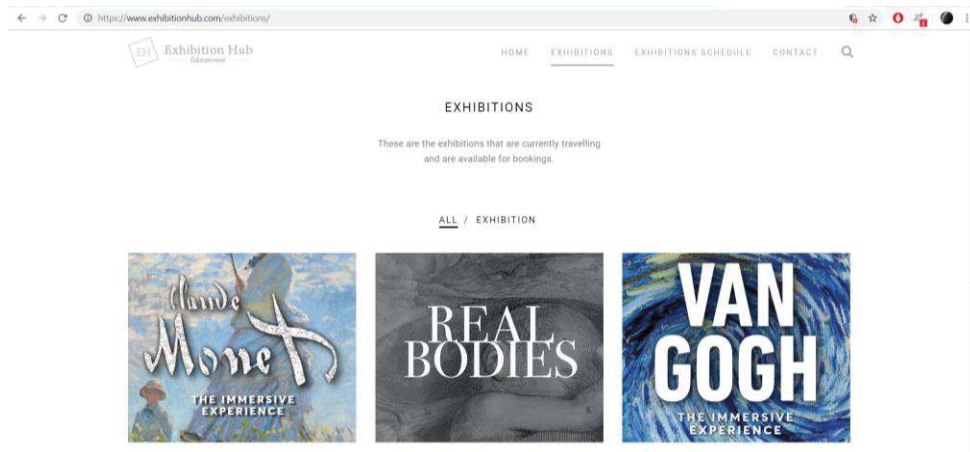 https://www.exhibitionhub.com/exhibitions/
EH
Exhibition Hub
Edutainment
HOME EXHIBITIONS EXHIBITIONS SCHEDULE CONTACT
EXHIBITIONS
These are the exhibitions that are currently travelling
and are available for bookings.
ALL / EXHIBITION
Claude
Monet
THE IMMERSIVE
EXPERIENCE
REAL
BODIES
VAN
GOGH
THE IMMERSIVE
EXPERIENCE